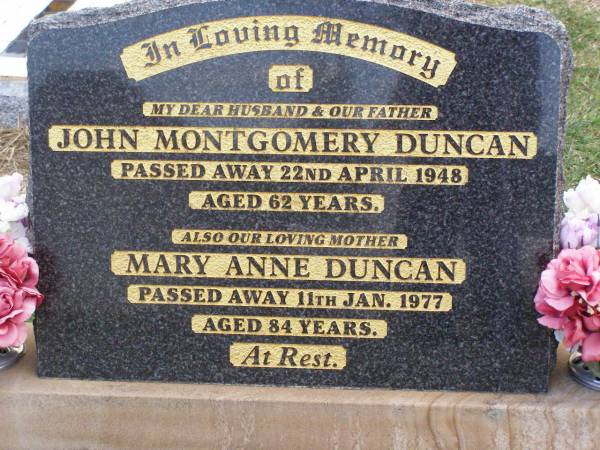 In Loving Memory
of
MY DEAR HUSBAND & OUR FATHER
JOHN MONTGOMERY DUNCAN
PASSED AWAY 22ND APRIL 1948
AGED 62 YEARS.
ALSO OUR LOVING MOTHER
MARY ANNE DUNCAN
PASSED AWAY 11TH JAN. 1977
AGED 84 YEARS.
At Rest.